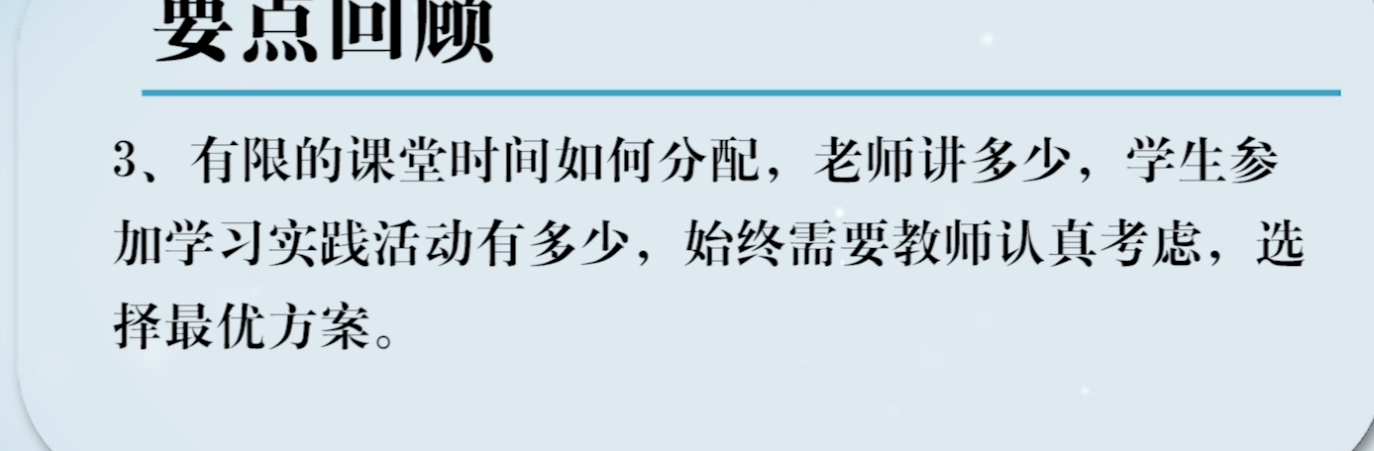 要点回顾
3、有限的课堂时间如何分配，老师讲多少，学生参
加学习实践活动有多少，始终需要教师认真考虑，选
择最优方案。